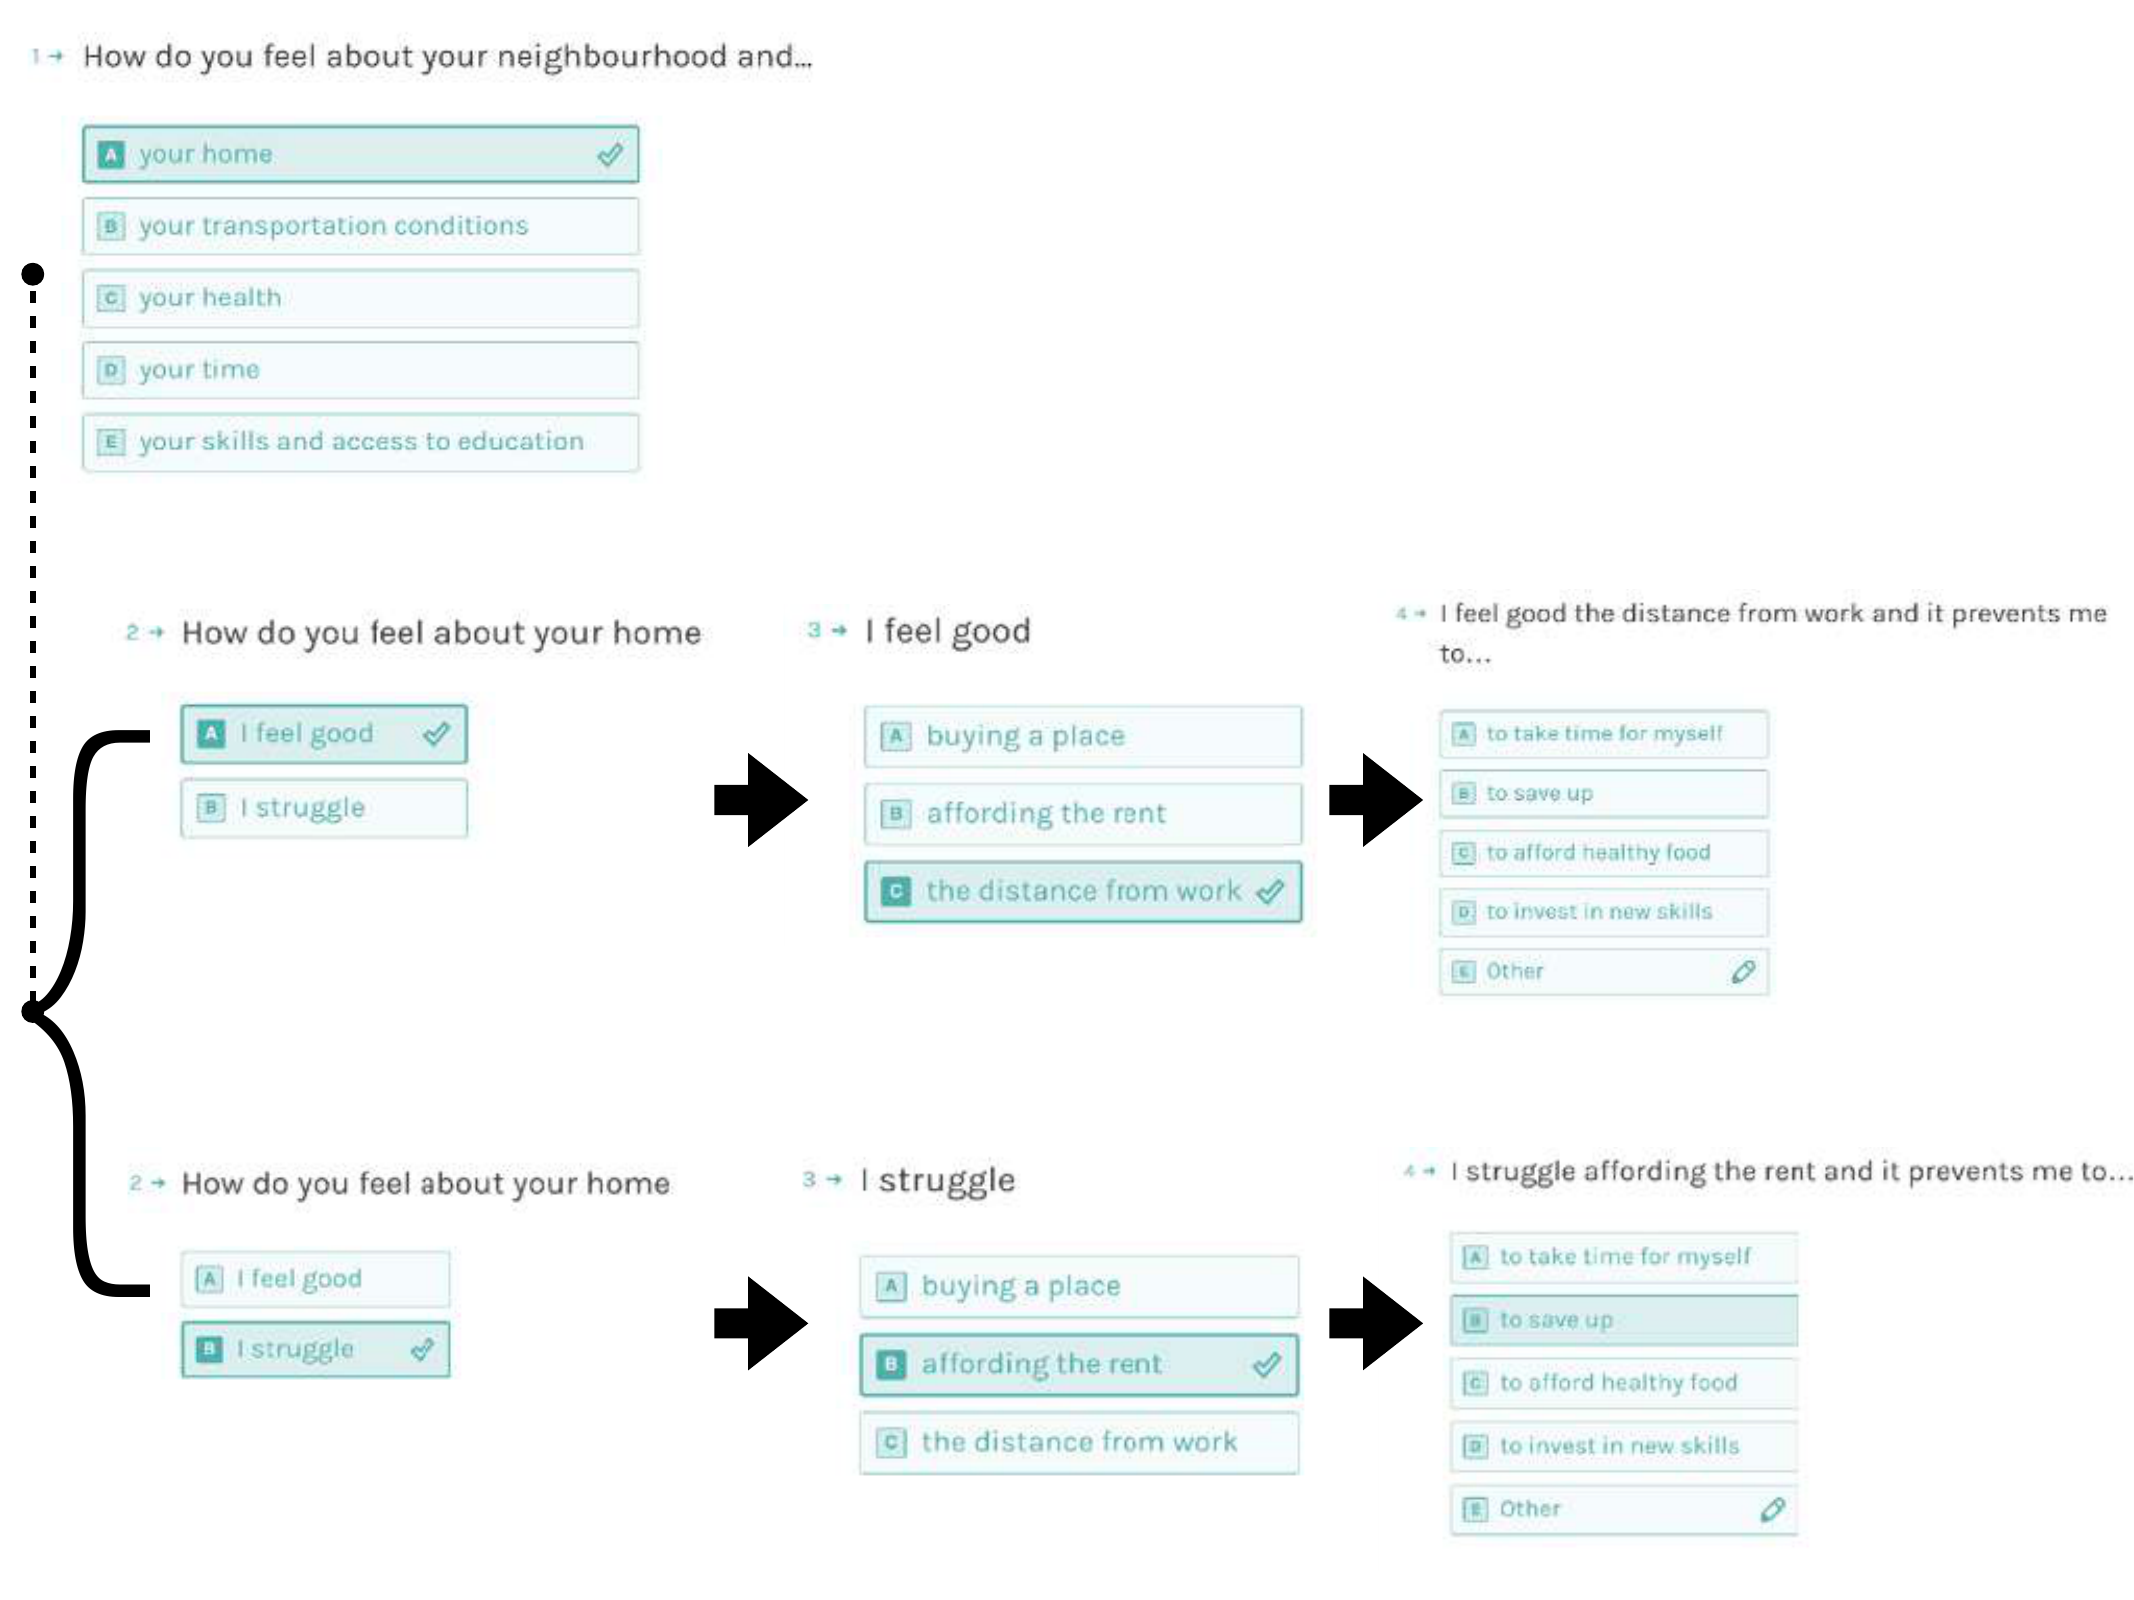 1 → How do you feel about your neighbourhood and...
A your home
B your transportation conditions
C your health
D your time
E your skills and access to education
2 → How do you feel about your home
A I feel good
B I struggle
3 → I feel good
A buying a place
B affording the rent
C the distance from work
4 → I feel good the distance from work and it prevents me
to...
A to take time for myself
B to save up
C to afford healthy food
D to invest in new skills
E Other
2 → How do you feel about your home
A I feel good
B I struggle
3 → I struggle
A buying a place
B affording the rent
C the distance from work
4 → I struggle affording the rent and it prevents me to...
A to take time for myself
B to save up
C to afford healthy food
D to invest in new skills
E Other